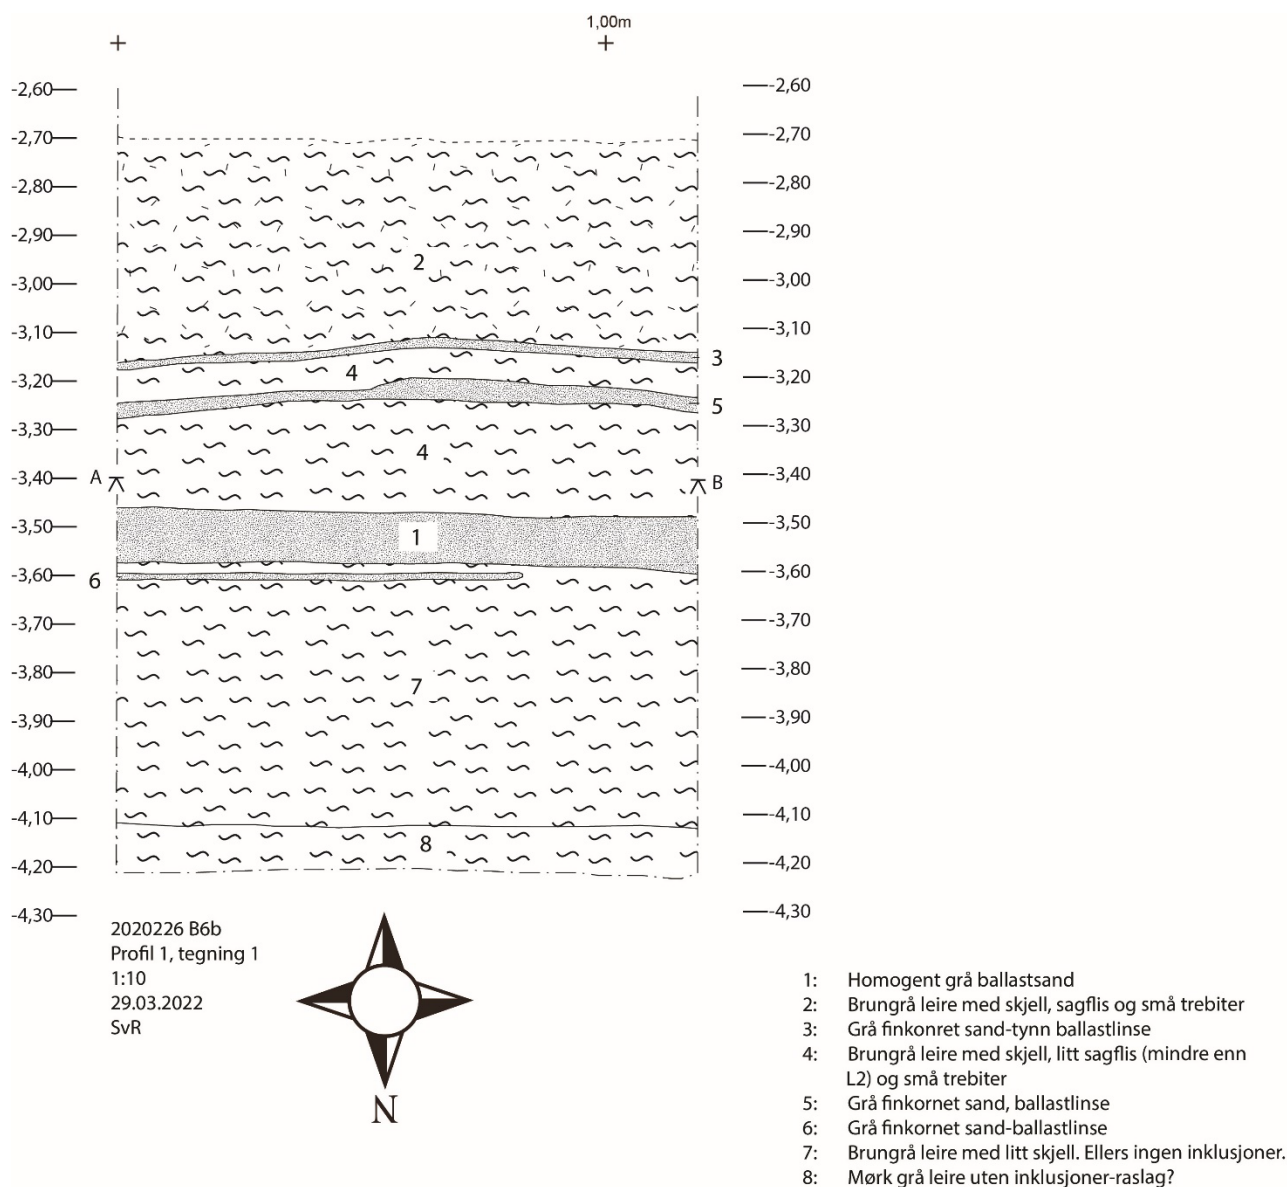 1,00m
-2,60 -2,60
-2,70 -2,70
-2,80 -2,80
-2,90 -2,90
2
-3,00 -3,00
-3,10 -3,10
3
4
-3,20 -3,20
5
-3,30 -3,30
4
-3,40 -3,40
A B
-3,50 -3,50
1
-3,60 -3,60
6
-3,70 -3,70
-3,80 -3,80
7
-3,90 -3,90
-4,00 -4,00
-4,10 -4,10
8
-4,20 -4,20
-4,30 -4,30
2020226 B6b
Profil 1, tegning 1
1:10
29.03.2022
SvR
N
1: Homogent grå ballastsand
2: Brungrå leire med skjell, sagflis og små trebiter
3: Grå finkonret sand-tynn ballastlinse
4: Brungrå leire med skjell, litt sagflis (mindre enn
L2) og små trebiter
5: Grå finkornet sand, ballastlinse
6: Grå finkornet sand-ballastlinse
7: Brungrå leire med litt skjell. Ellers ingen inklusjoner.
8: Mørk grå leire uten inklusjoner-raslag?